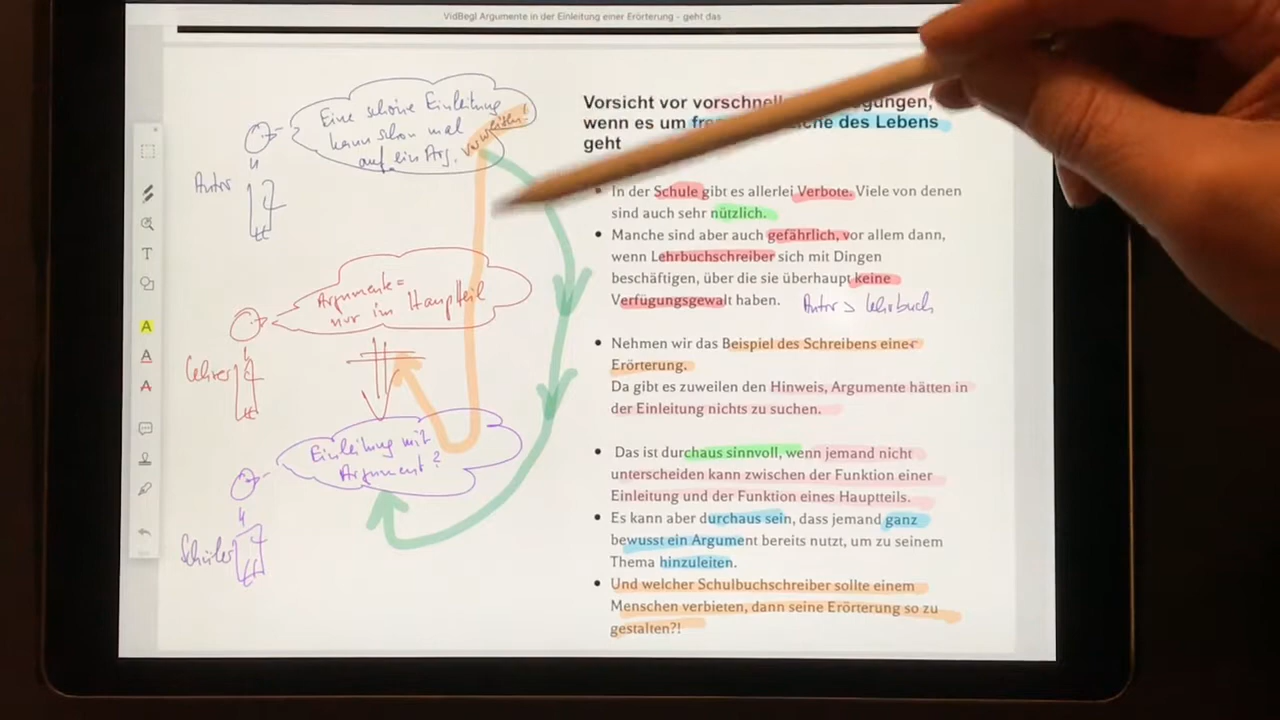 VidBegl Argumente in der Einleitung einer Erörterung - geht das
Eine schöne Einleitung
kann schon mal
auf ein Arg. verweisen!
Autor
Argumente =
nur im Hauptteil
Lehrer
Einleitung mit
Argument?
Schüler
Vorsicht vor vorschnell
wenn es um des Lebens
geht
In der Schule gibt es allerlei Verbote. Viele von denen
sind auch sehr nützlich.
Manche sind aber auch gefährlich, vor allem dann,
wenn Lehrbuchschreiber sich mit Dingen
beschäftigen, über die sie überhaupt keine
Verfügungsgewalt haben. Autor > Lehrbuch
Nehmen wir das Beispiel des Schreibens einer
Erörterung.
Da gibt es zuweilen den Hinweis, Argumente hätten in
der Einleitung nichts zu suchen.
Das ist durchaus sinnvoll, wenn jemand nicht
unterscheiden kann zwischen der Funktion einer
Einleitung und der Funktion eines Hauptteils.
Es kann aber durchaus sein, dass jemand ganz
bewusst ein Argument bereits nutzt, um zu seinem
Thema hinzuleiten.
Und welcher Schulbuchschreiber sollte einem
Menschen verbieten, dann seine Erörterung so zu
gestalten?!